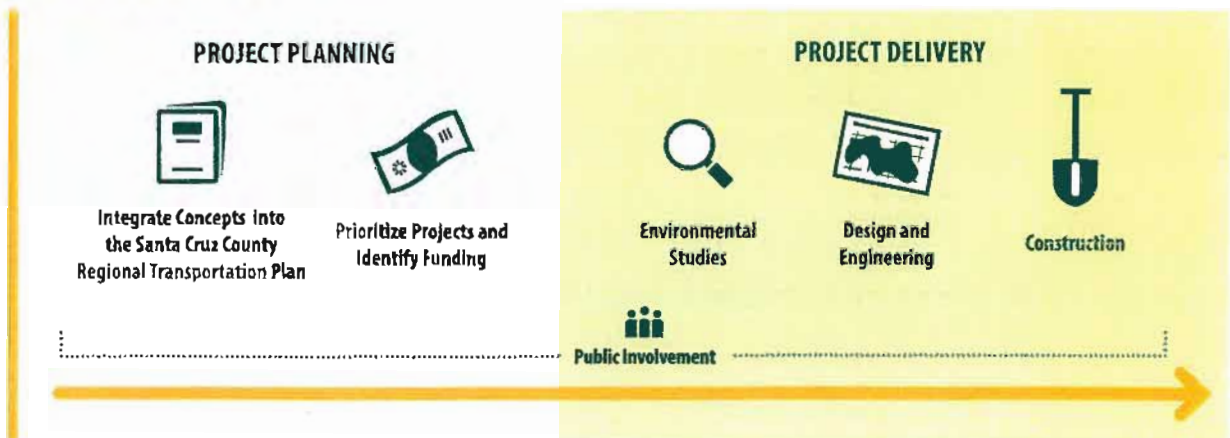 PROJECT PLANNING
Integrate Concepts into
the Santa Cruz County
Regional Transportation Plan
Prioritize Projects and
Identify Funding
PROJECT DELIVERY
Environmental
Studies
Design and
Engineering
Construction
Public Involvement